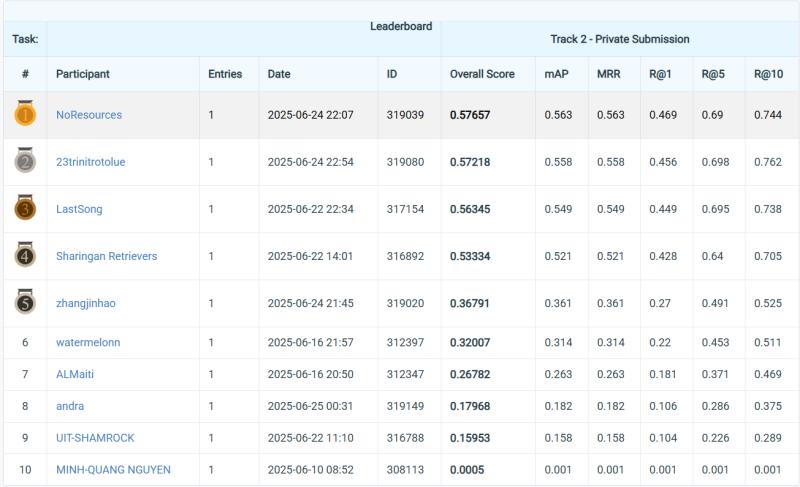 Leaderboard
Task: Track 2 - Private Submission
# Participant Entries Date ID Overall Score mAP MRR R@1 R@5 R@10
1 NoResources 1 2025-06-24 22:07 319039 0.57657 0.563 0.563 0.469 0.69 0.744
2 23trinitrotolue 1 2025-06-24 22:54 319080 0.57218 0.558 0.558 0.456 0.698 0.762
3 LastSong 1 2025-06-22 22:34 317154 0.56345 0.549 0.549 0.449 0.695 0.738
4 Sharingan Retrievers 1 2025-06-22 14:01 316892 0.53334 0.521 0.521 0.428 0.64 0.705
5 zhangjinhao 1 2025-06-24 21:45 319020 0.36791 0.361 0.361 0.27 0.491 0.525
6 watermelonn 1 2025-06-16 21:57 312397 0.32007 0.314 0.314 0.22 0.453 0.511
7 ALMaiti 1 2025-06-16 20:50 312347 0.26782 0.263 0.263 0.181 0.371 0.469
8 andra 1 2025-06-25 00:31 319149 0.17968 0.182 0.182 0.106 0.286 0.375
9 UIT-SHAMROCK 1 2025-06-22 11:10 316788 0.15953 0.158 0.158 0.104 0.226 0.289
10 MINH-QUANG NGUYEN 1 2025-06-10 08:52 308113 0.0005 0.001 0.001 0.001 0.001 0.001